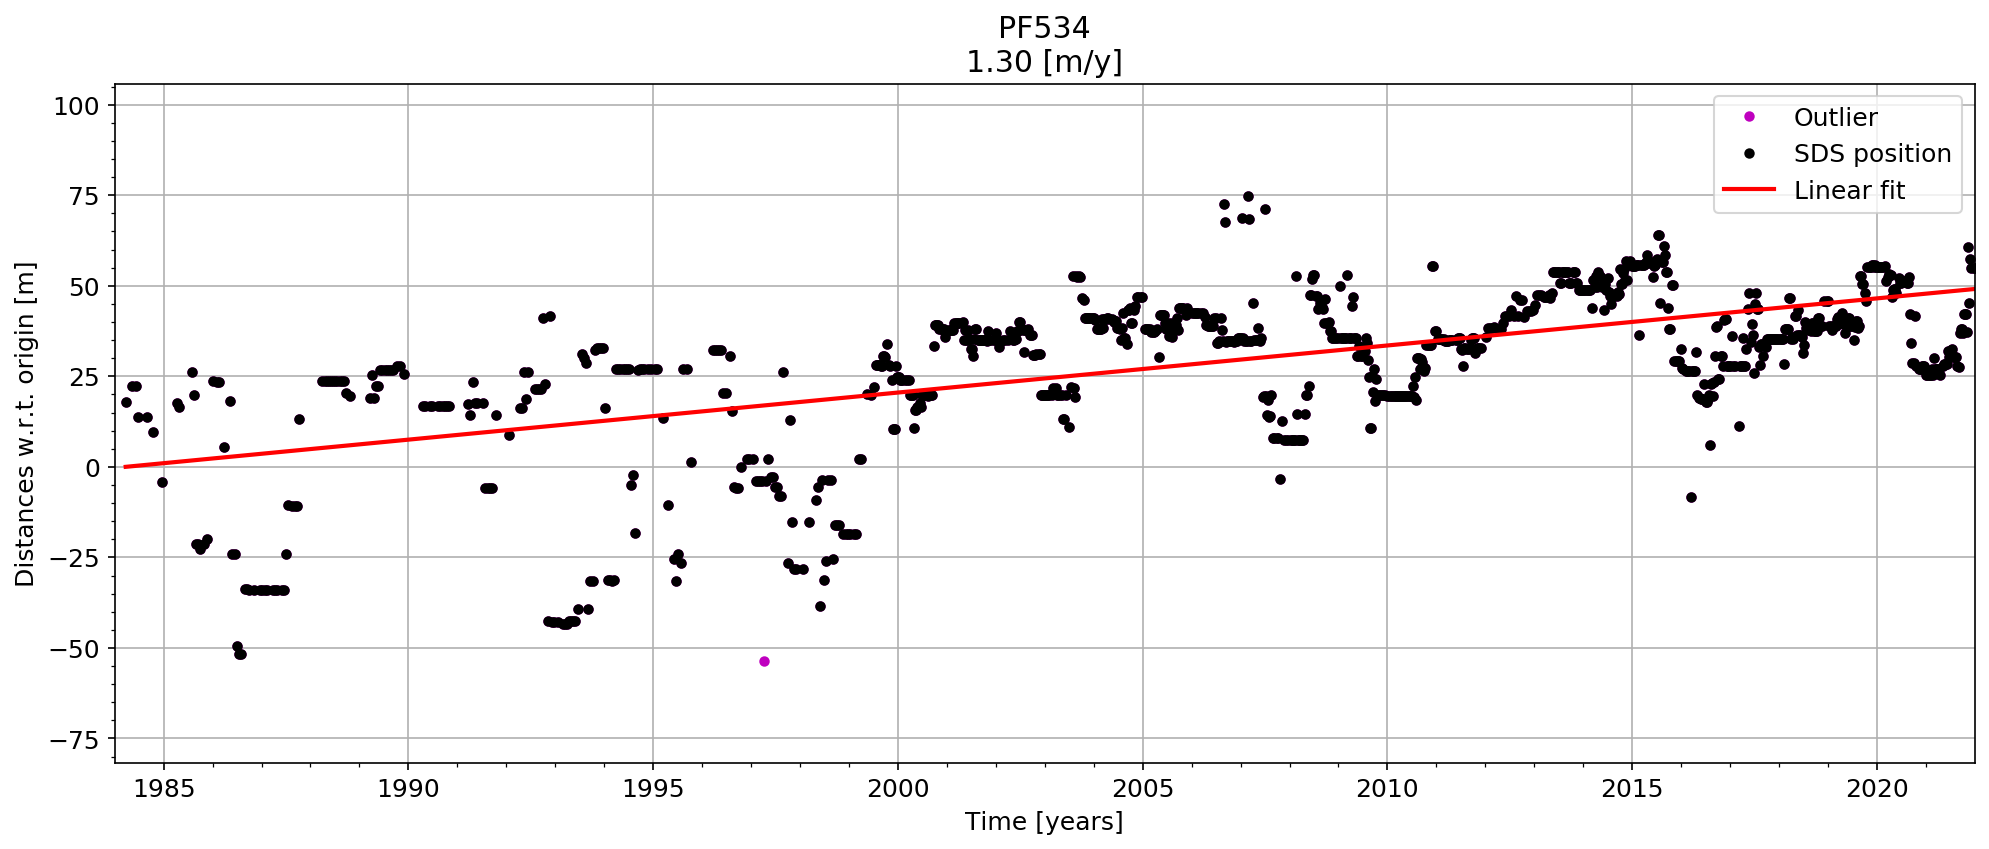 PF534
1.30 [m/y]
Distances w.r.t. origin [m]
100
75
50
25
0
−25
−50
−75
Outlier
SDS position
Linear fit
1985 1990 1995 2000 2005 2010 2015 2020
Time [years]